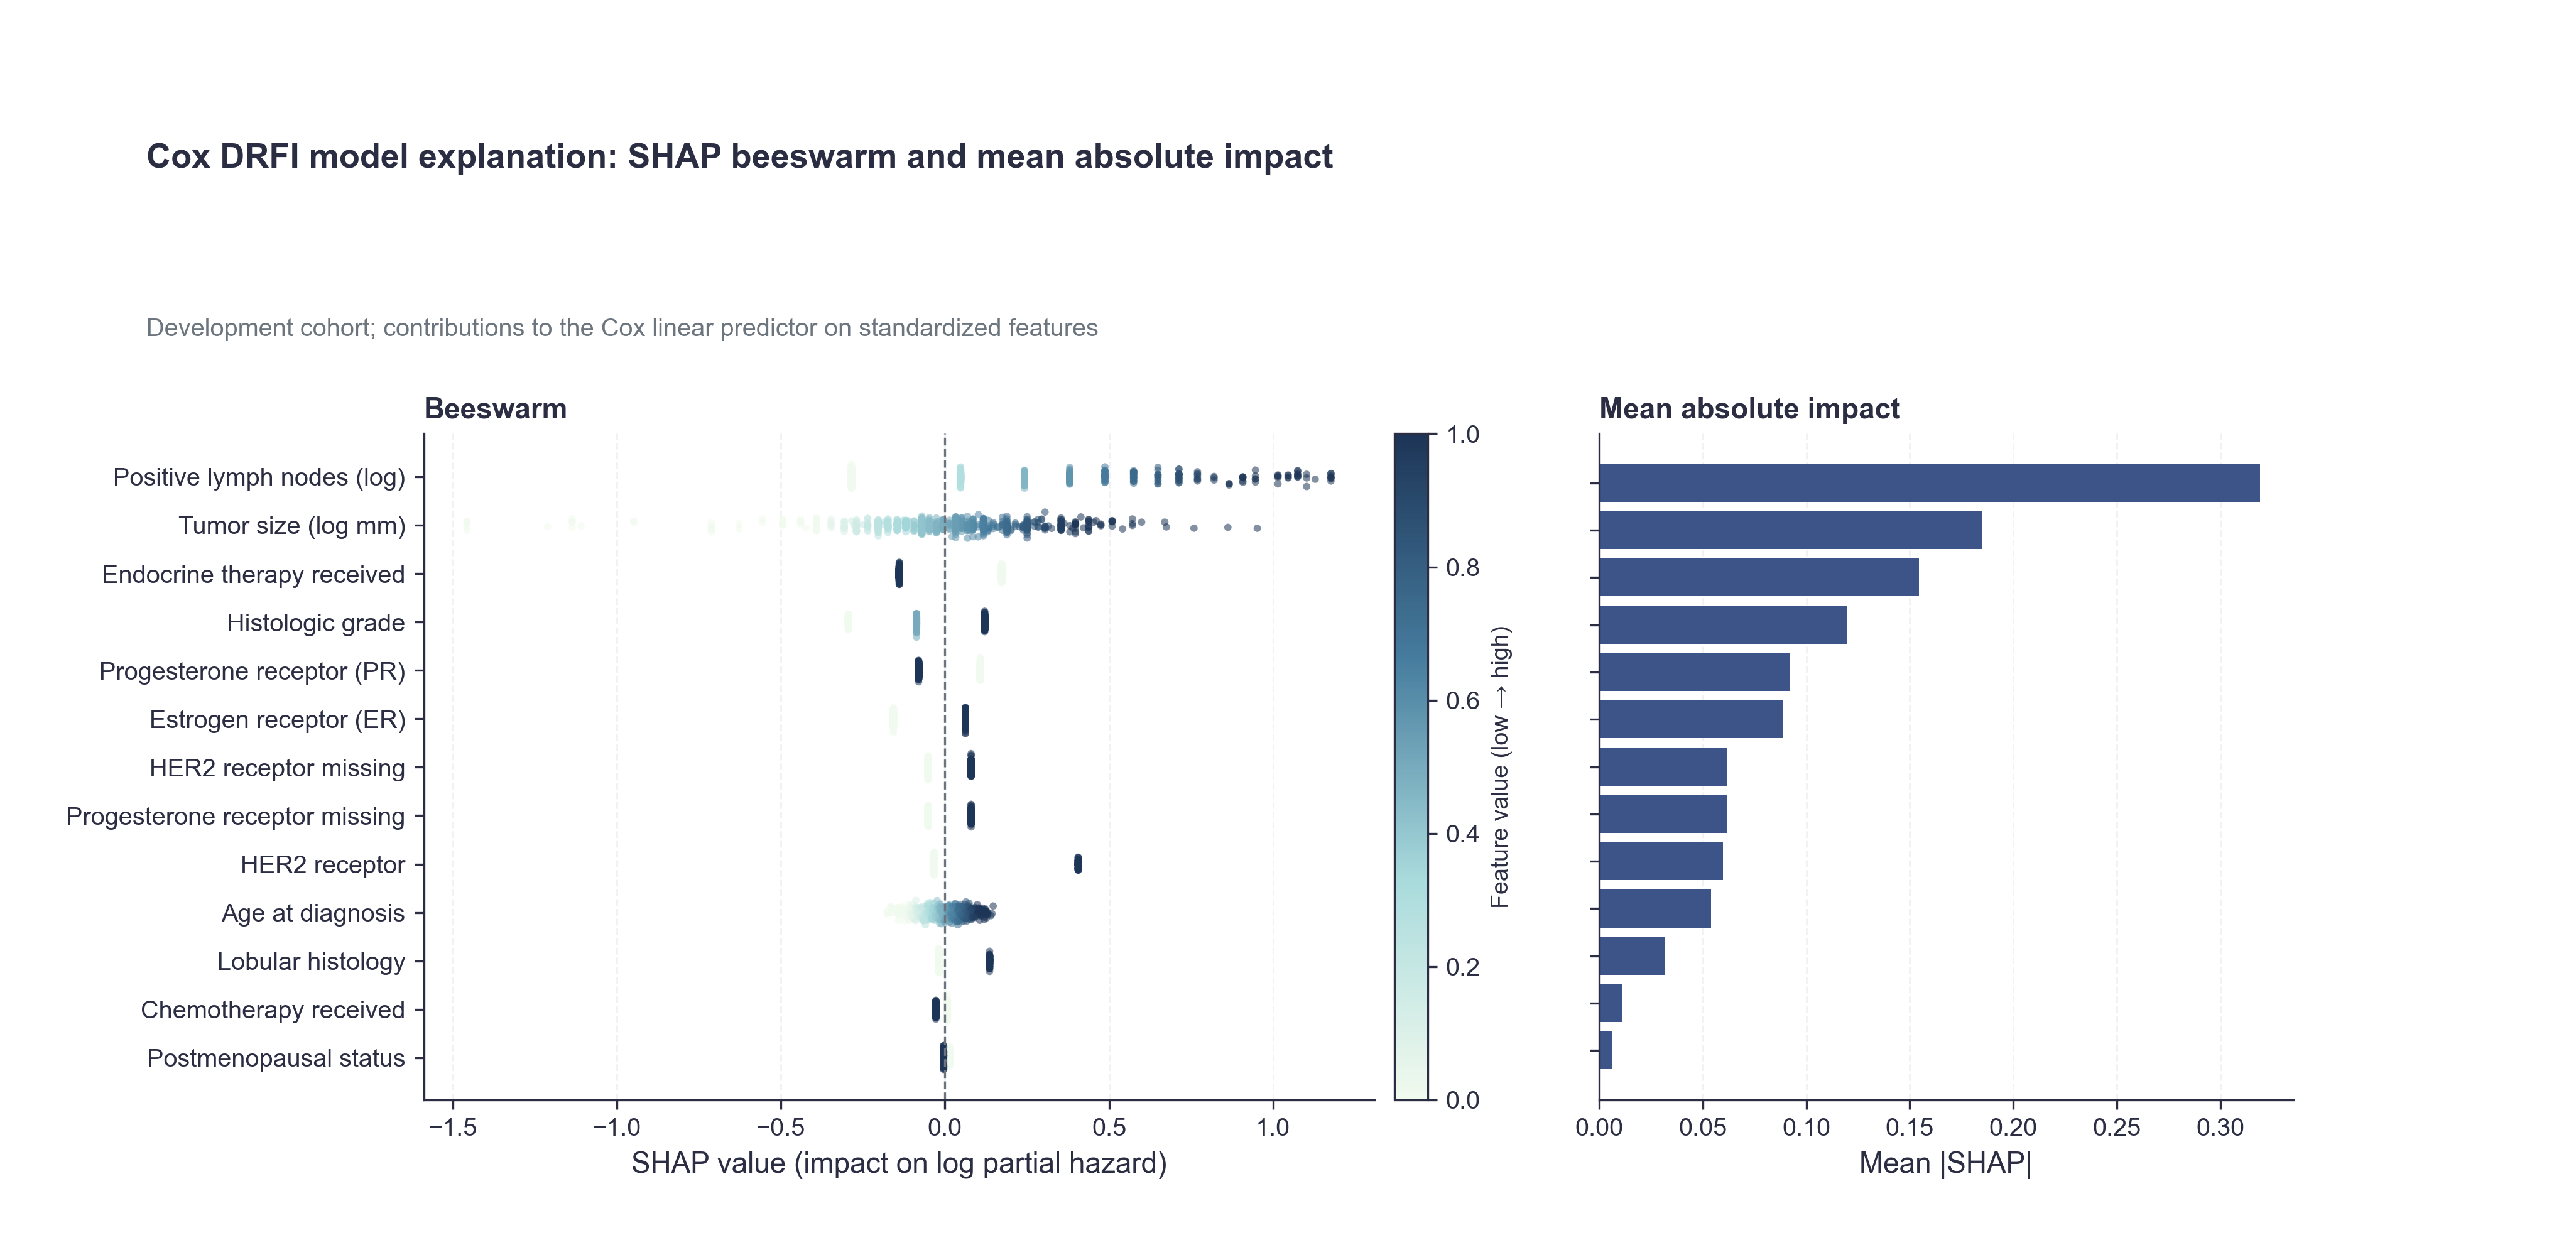 Cox DRFI model explanation: SHAP beeswarm and mean absolute impact
Development cohort; contributions to the Cox linear predictor on standardized features
Beeswarm
Positive lymph nodes (log)
Tumor size (log mm)
Endocrine therapy received
Histologic grade
Progesterone receptor (PR)
Estrogen receptor (ER)
HER2 receptor missing
Progesterone receptor missing
HER2 receptor
Age at diagnosis
Lobular histology
Chemotherapy received
Postmenopausal status
−1.5 −1.0 −0.5 0.0 0.5 1.0
SHAP value (impact on log partial hazard)
1.0
0.8
0.6
0.4
0.2
0.0
Feature value (low → high)
Mean absolute impact
0.00 0.05 0.10 0.15 0.20 0.25 0.30
Mean |SHAP|